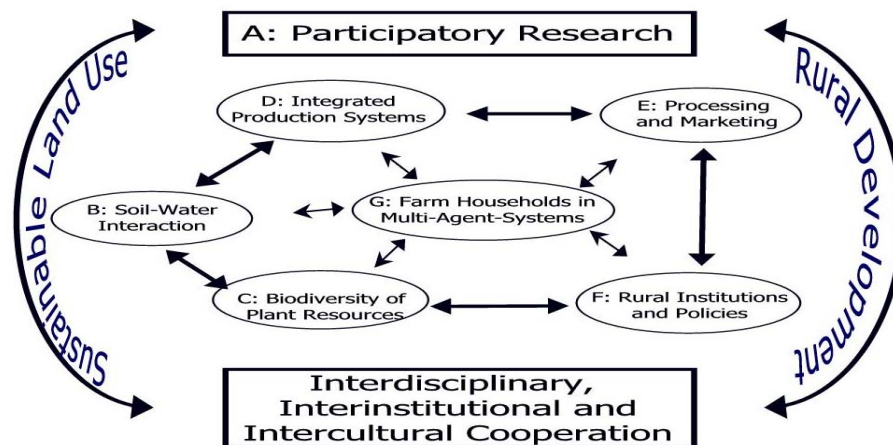 A: Participatory Research
Sustainable Land Use
Rural Development
D: Integrated
Production Systems
E: Processing
and Marketing
B: Soil-Water
Interaction
G: Farm Households in
Multi-Agent-Systems
C: Biodiversity of
Plant Resources
F: Rural Institutions
and Policies
Interdisciplinary,
Interinstitutional and
Intercultural Cooperation